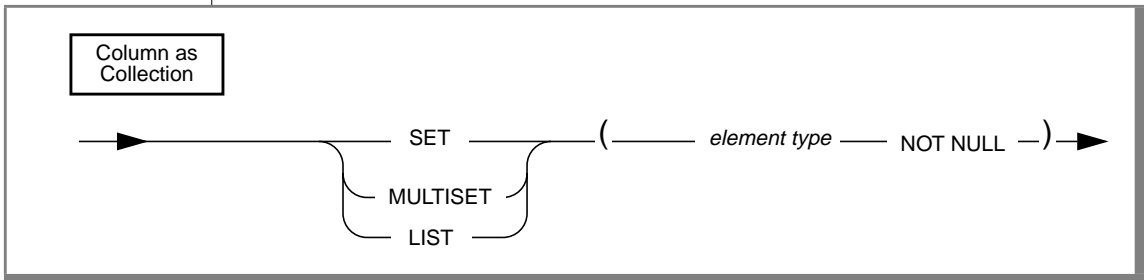 Column as
Collection
SET ( element type NOT NULL )
MULTISET
LIST